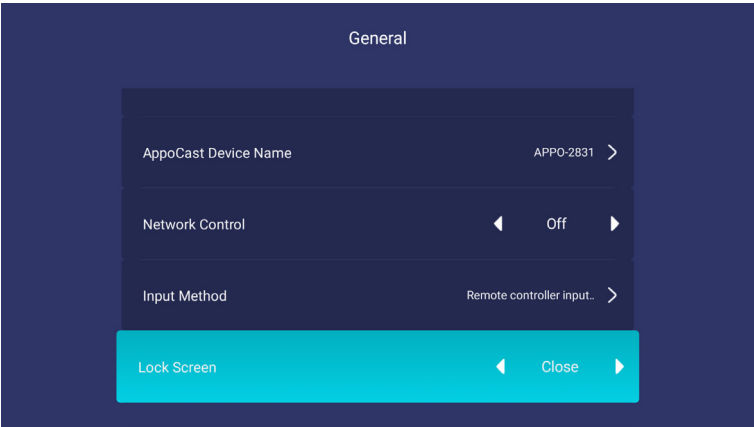 General
AppoCast Device Name APPO-2831
Network Control Off
Input Method Remote controller input..
Lock Screen Close